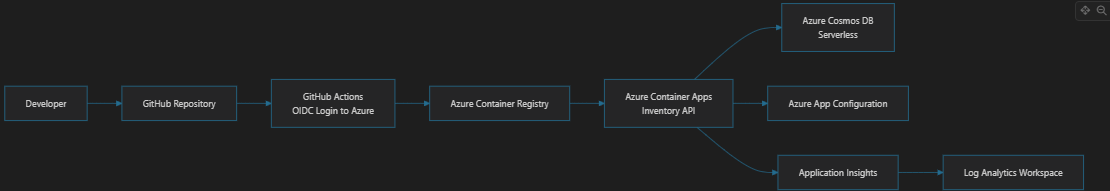 Developer
GitHub Repository
GitHub Actions
OIDC Login to Azure
Azure Container Registry
Azure Container Apps
Inventory API
Azure Cosmos DB
Serverless
Azure App Configuration
Application Insights
Log Analytics Workspace